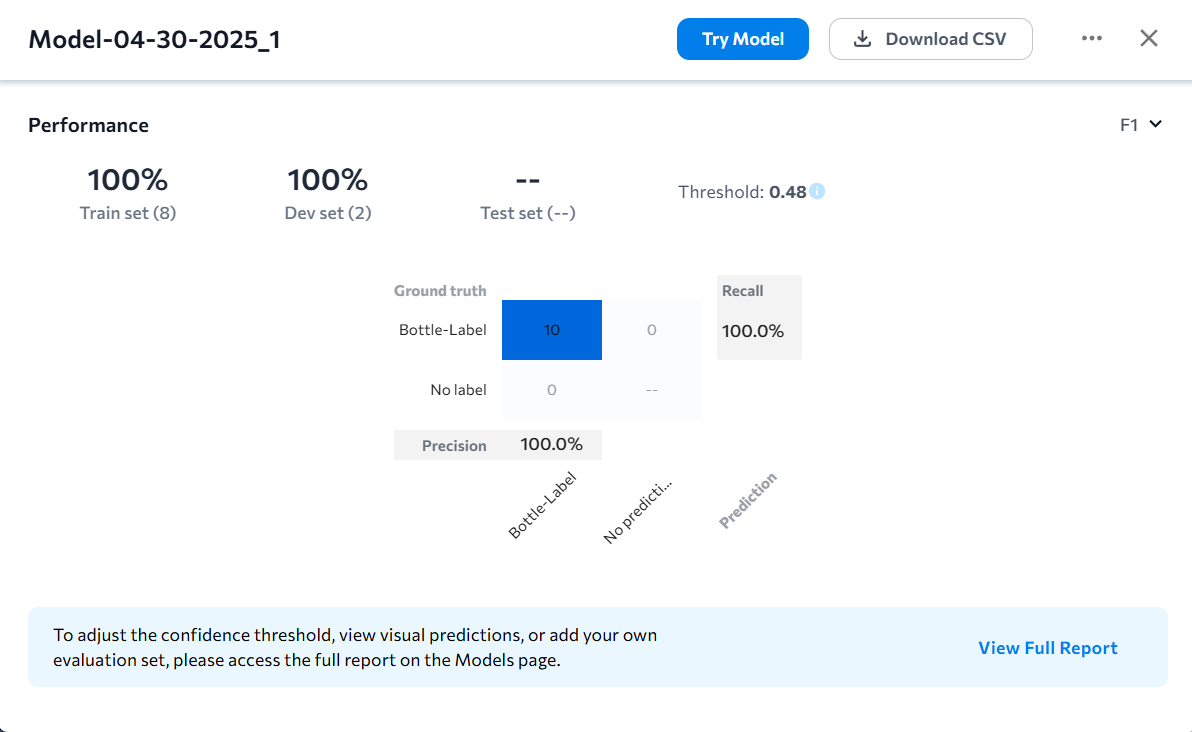 Model-04-30-2025_1
Try Model
Download CSV
Performance
F1
100%
Train set (8)
100%
Dev set (2)
--
Test set (--)
Threshold: 0.48
Ground truth
Recall
Bottle-Label
10
0
100.0%
No label
0
--
Precision
100.0%
Bottle-Label
No predicti...
Prediction
To adjust the confidence threshold, view visual predictions, or add your own
evaluation set, please access the full report on the Models page.
View Full Report